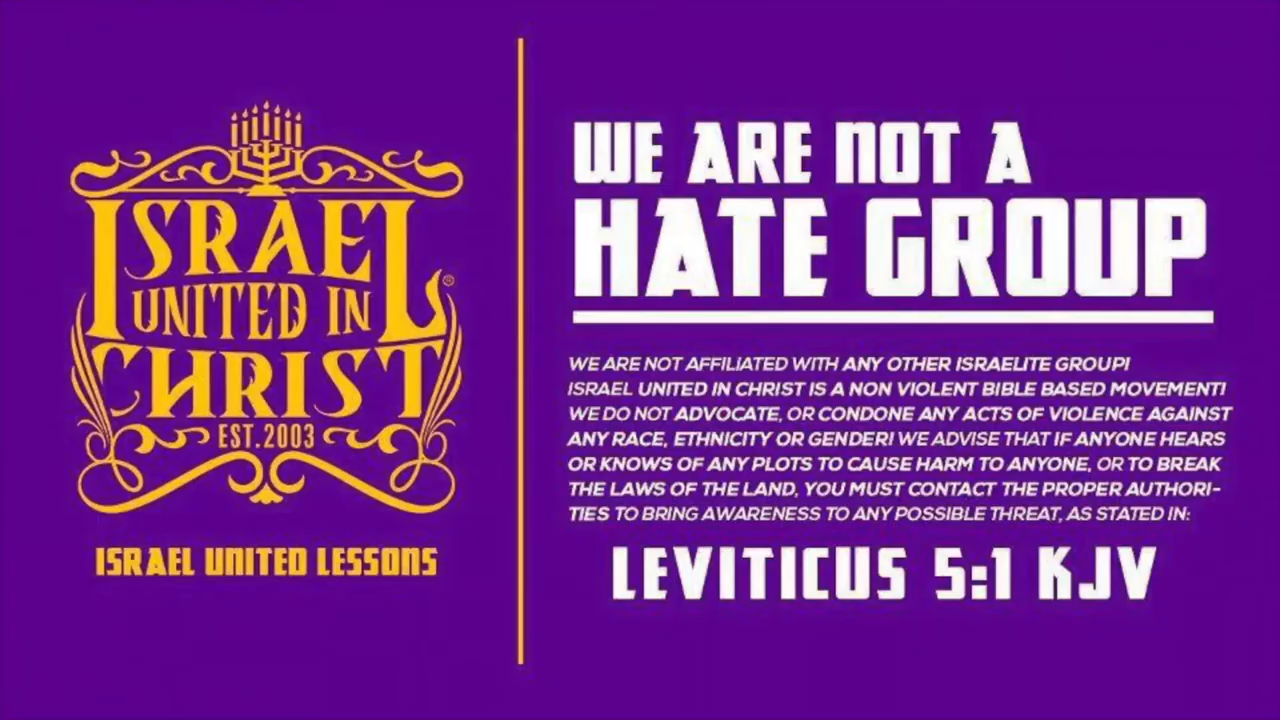 ISRAEL
UNITED IN
CHRIST
EST.2003
®
ISRAEL UNITED LESSONS
WE ARE NOT A
HATE GROUP
WE ARE NOT AFFILIATED WITH ANY OTHER ISRAELITE GROUP!
ISRAEL UNITED IN CHRIST IS A NON VIOLENT BIBLE BASED MOVEMENT!
WE DO NOT ADVOCATE, OR CONDONE ANY ACTS OF VIOLENCE AGAINST
ANY RACE, ETHNICITY OR GENDER! WE ADVISE THAT IF ANYONE HEARS
OR KNOWS OF ANY PLOTS TO CAUSE HARM TO ANYONE, OR TO BREAK
THE LAWS OF THE LAND, YOU MUST CONTACT THE PROPER AUTHORI-
TIES TO BRING AWARENESS TO ANY POSSIBLE THREAT, AS STATED IN:
LEVITICUS 5:1 KJV